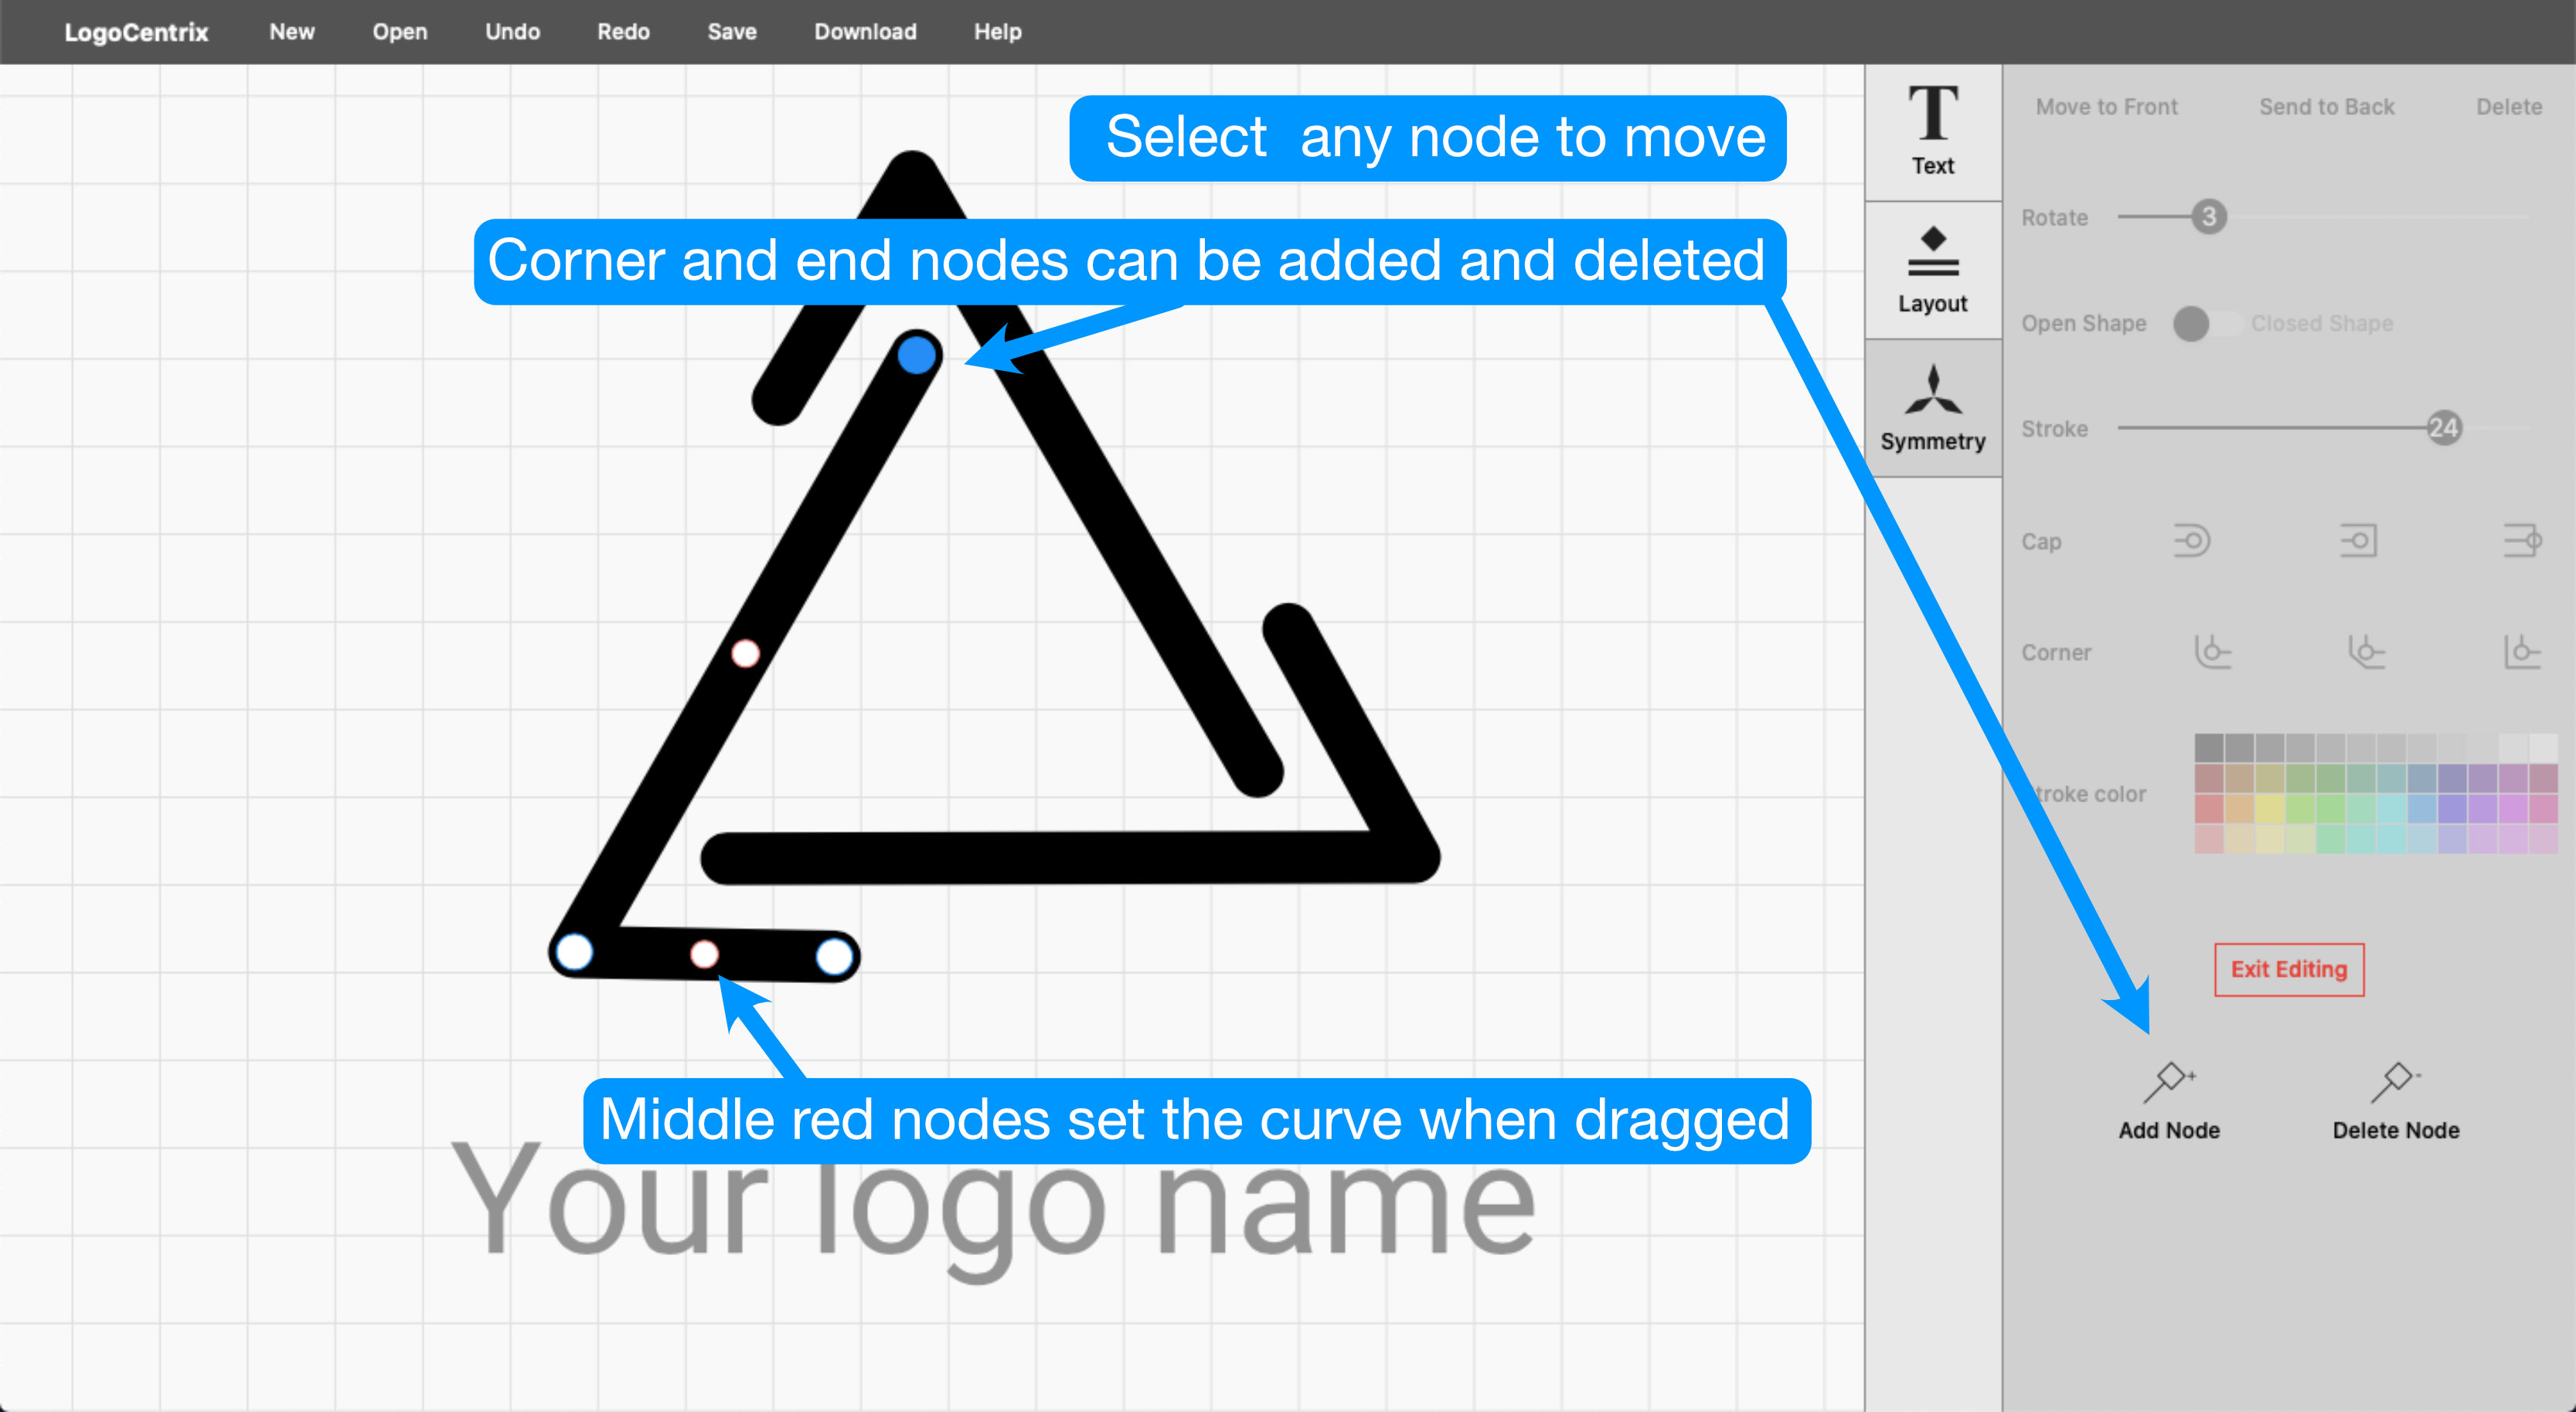 LogoCentrix New Open Undo Redo Save Download Help
Select any node to move
Corner and end nodes can be added and deleted
Middle red nodes set the curve when dragged
Your logo name
Text
Layout
Symmetry
Move to Front Send to Back Delete
Rotate 3
Open Shape Closed Shape
Stroke 24
Cap
Corner
troke color
Exit Editing
Add Node Delete Node